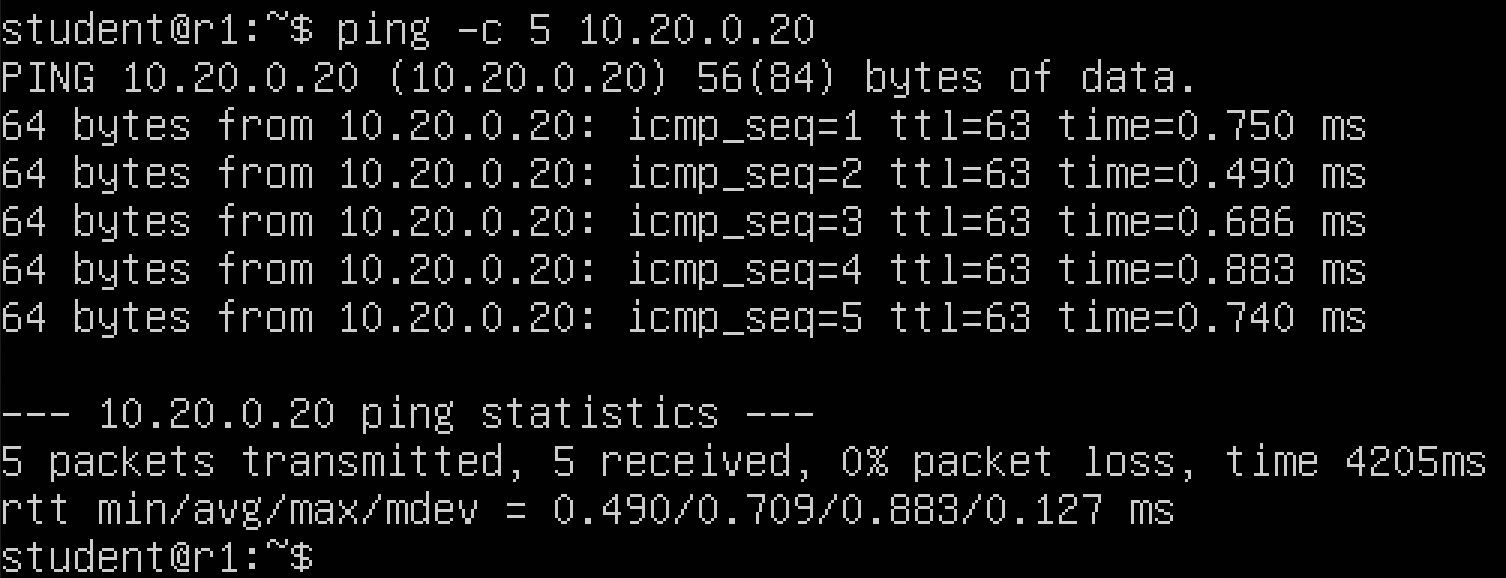 student@r1:~$ ping -c 5 10.20.0.20
PING 10.20.0.20 (10.20.0.20) 56(84) bytes of data.
64 bytes from 10.20.0.20: icmp_seq=1 ttl=63 time=0.750 ms
64 bytes from 10.20.0.20: icmp_seq=2 ttl=63 time=0.490 ms
64 bytes from 10.20.0.20: icmp_seq=3 ttl=63 time=0.686 ms
64 bytes from 10.20.0.20: icmp_seq=4 ttl=63 time=0.883 ms
64 bytes from 10.20.0.20: icmp_seq=5 ttl=63 time=0.740 ms
--- 10.20.0.20 ping statistics ---
5 packets transmitted, 5 received, 0% packet loss, time 4205ms
rtt min/avg/max/mdev = 0.490/0.709/0.883/0.127 ms
student@r1:~$